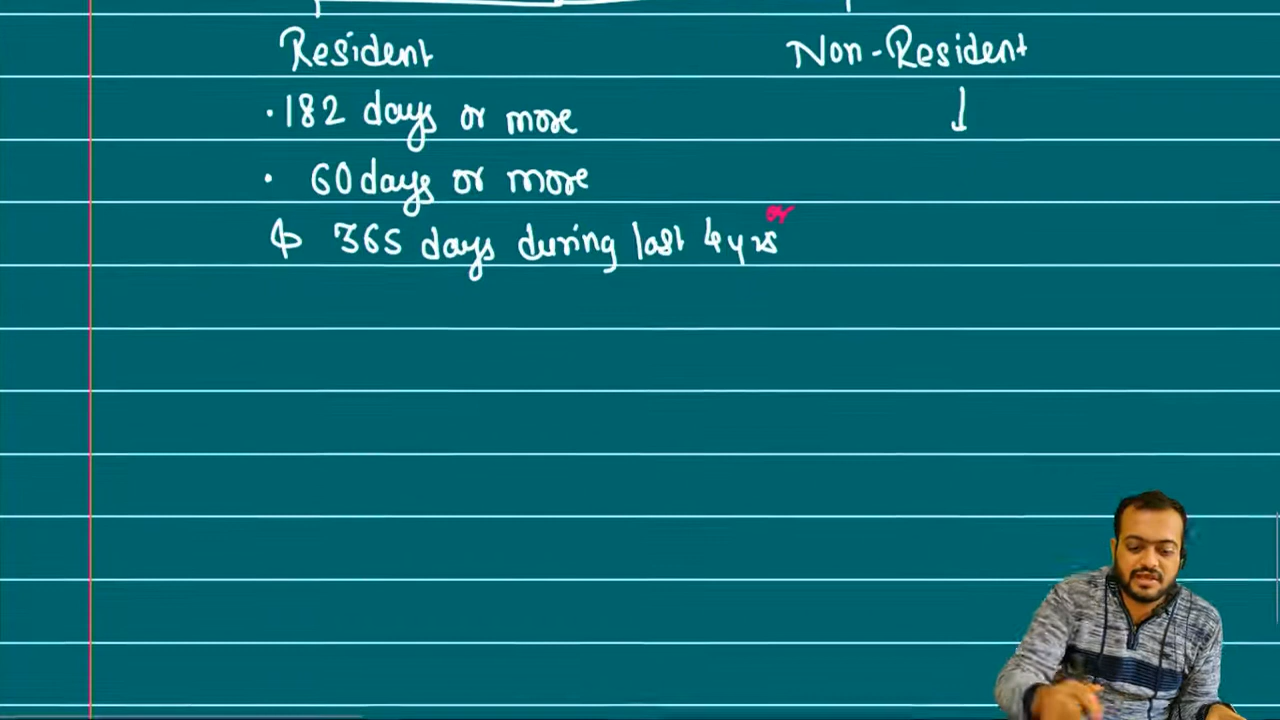 Resident Non-Resident
• 182 days or more
• 60 days or more
or
& 365 days during last 4 yrs